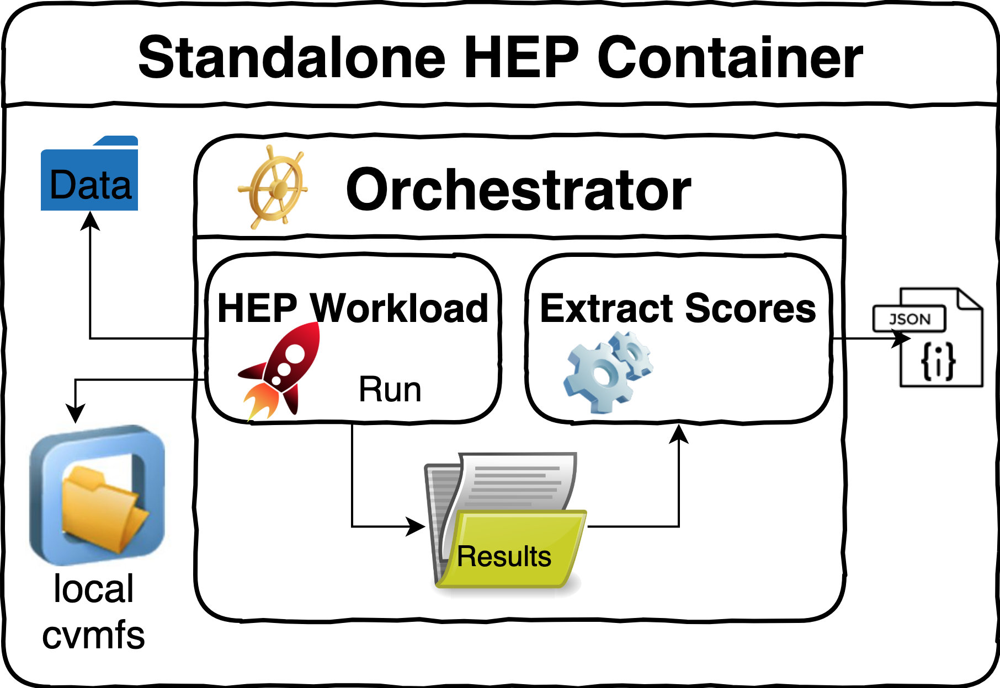 Standalone HEP Container
Data
Orchestrator
HEP Workload
Run
Extract Scores
JSON
{i}
Results
local
cvmfs